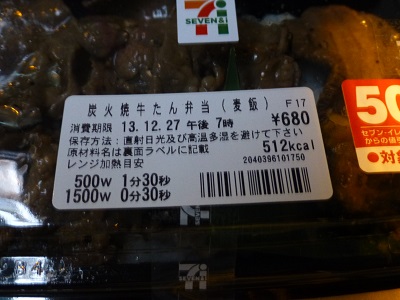 SEVEN&i
炭火焼牛たん弁当(麦飯) F17
消費期限 13.12.27 午後 7時 ¥680
保存方法:直射日光及び高温多湿を避けて下さい
原材料名は裏面ラベルに記載 512kcal
レンジ加熱目安 2040396101750
500W 1分30秒
1500W 0分30秒
50
セブン-イレ
からの値
●対象